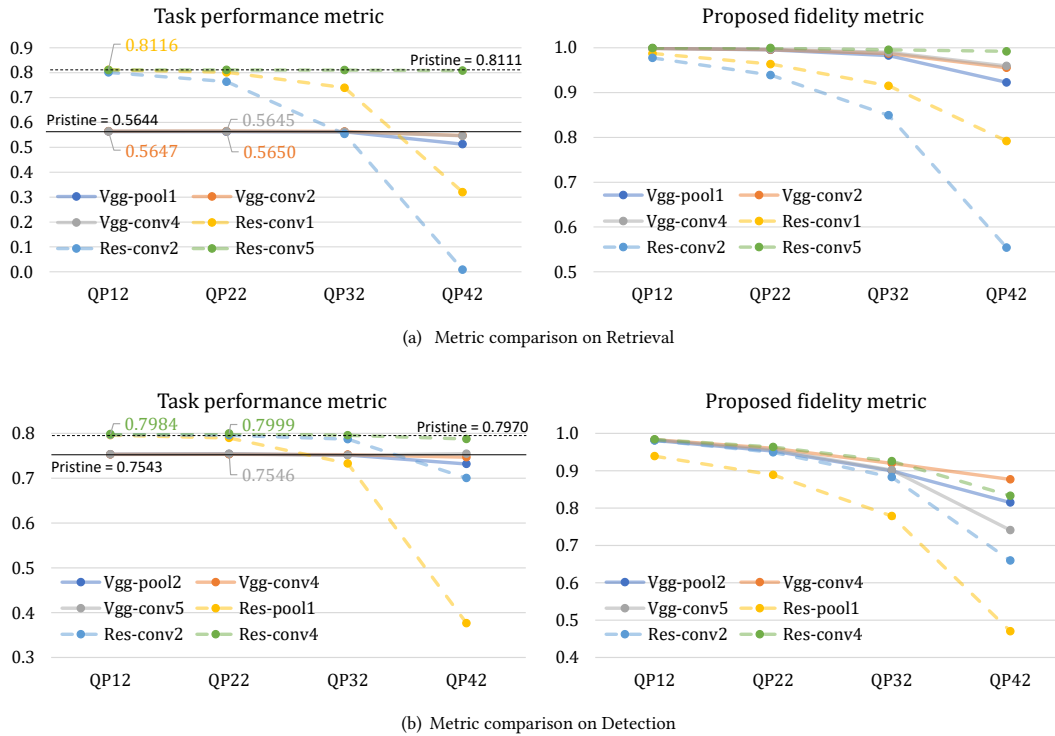 Task performance metric
0.9
0.8
0.7
0.6
0.5
0.4
0.3
0.2
0.1
0.0
0.8116
Pristine = 0.8111
Pristine = 0.5644
0.5645
0.5647
0.5650
Vgg-pool1
Vgg-conv2
Vgg-conv4
Res-conv1
Res-conv2
Res-conv5
QP12
QP22
QP32
QP42
Proposed fidelity metric
1.0
0.9
0.8
0.7
0.6
0.5
Vgg-pool1
Vgg-conv2
Vgg-conv4
Res-conv1
Res-conv2
Res-conv5
QP12
QP22
QP32
QP42
(a) Metric comparison on Retrieval
Task performance metric
0.8
0.7
0.6
0.5
0.4
0.3
0.7984
0.7999
Pristine = 0.7970
Pristine = 0.7543
0.7546
Vgg-pool2
Vgg-conv4
Vgg-conv5
Res-pool1
Res-conv2
Res-conv4
QP12
QP22
QP32
QP42
Proposed fidelity metric
1.0
0.9
0.8
0.7
0.6
0.5
0.4
Vgg-pool2
Vgg-conv4
Vgg-conv5
Res-pool1
Res-conv2
Res-conv4
QP12
QP22
QP32
QP42
(b) Metric comparison on Detection